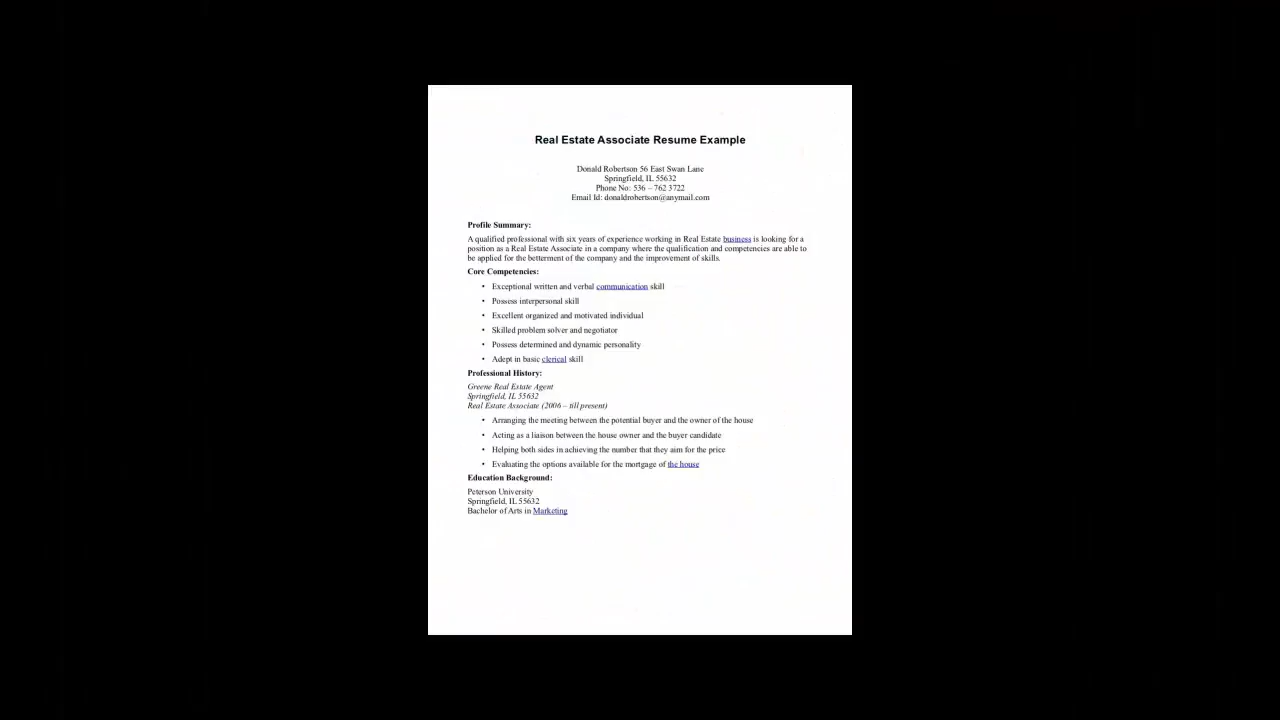 Real Estate Associate Resume Example
Donald Robertson 56 East Swan Lane
Springfield, IL 55632
Phone No: 536 – 762 3722
Email Id: donaldrobertson@anymail.com
Profile Summary:
A qualified professional with six years of experience working in Real Estate business is looking for a
position as a Real Estate Associate in a company where the qualification and competencies are able to
be applied for the betterment of the company and the improvement of skills.
Core Competencies:
• Exceptional written and verbal communication skill
• Possess interpersonal skill
• Excellent organized and motivated individual
• Skilled problem solver and negotiator
• Possess determined and dynamic personality
• Adept in basic clerical skill
Professional History:
Greene Real Estate Agent
Springfield, IL 55632
Real Estate Associate (2006 – till present)
• Arranging the meeting between the potential buyer and the owner of the house
• Acting as a liaison between the house owner and the buyer candidate
• Helping both sides in achieving the number that they aim for the price
• Evaluating the options available for the mortgage of the house
Education Background:
Peterson University
Springfield, IL 55632
Bachelor of Arts in Marketing